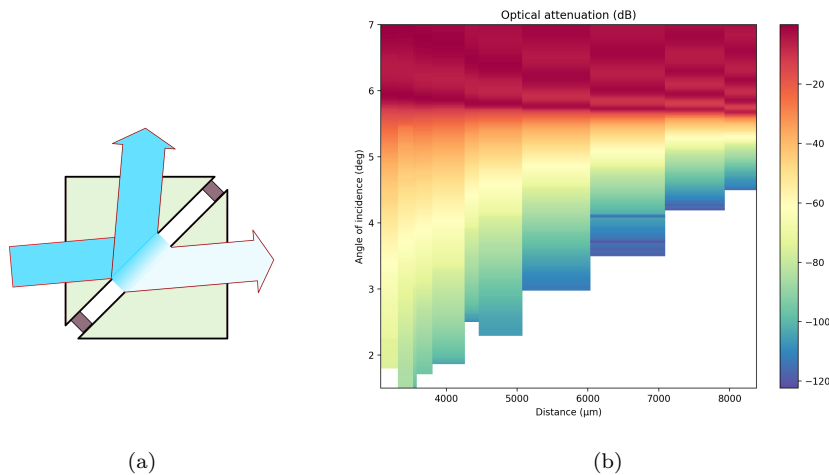 Optical attenuation (dB)
7
6
5
4
3
2
Angle of incidence (deg)
4000 5000 6000 7000 8000
Distance (μm)
−20
−40
−60
−80
−100
−120
(a) (b)